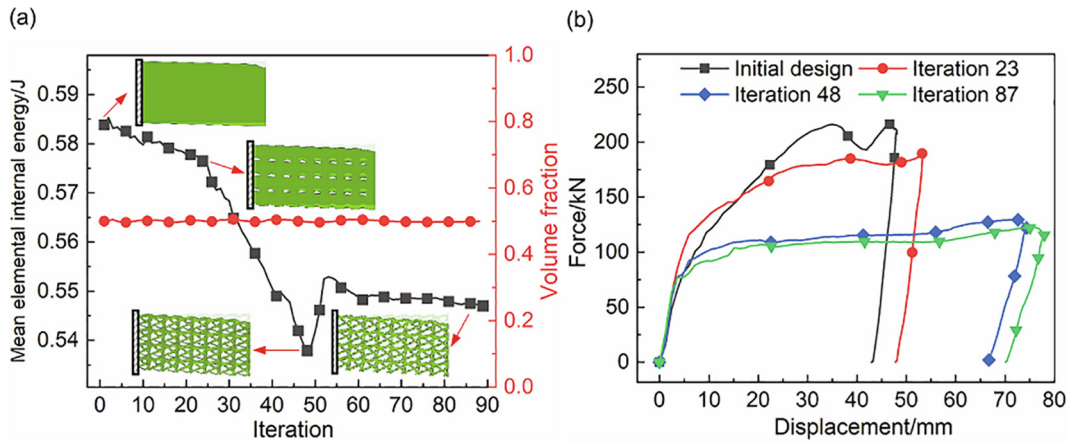 (a)
Mean elemental internal energy/J
0.59
0.58
0.57
0.56
0.55
0.54
0 10 20 30 40 50 60 70 80 90
Iteration
1.0
0.8
0.6
0.4
0.2
0.0
Volume fraction
(b)
Force/kN
250
200
150
100
50
0
Initial design Iteration 23
Iteration 48 Iteration 87
0 10 20 30 40 50 60 70 80
Displacement/mm